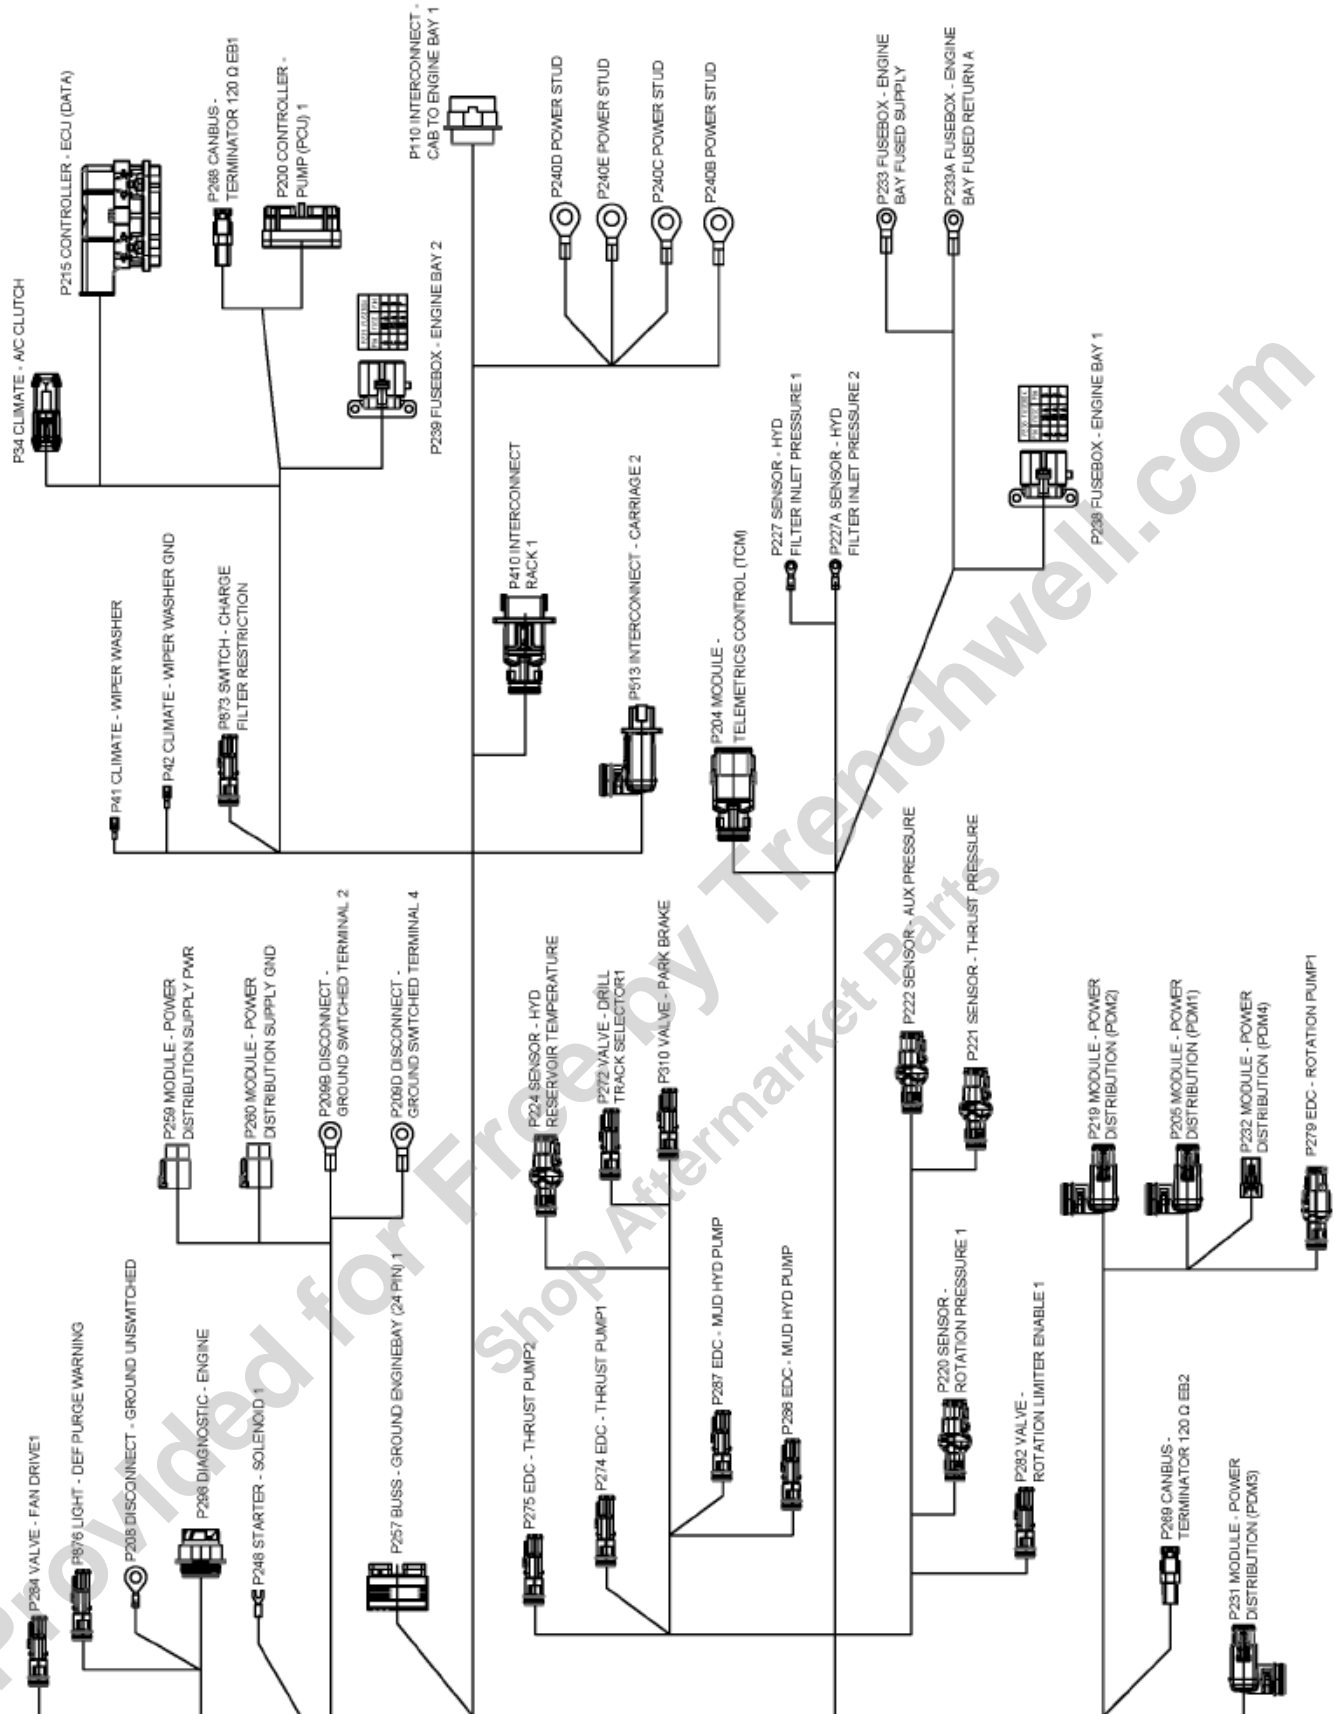 P34 CLIMATE - A/C CLUTCH
P215 CONTROLLER - ECU (DATA)
P268 CANBUS -
TERMINATOR 120 Ω EB1
P200 CONTROLLER -
PUMP (PCU) 1
P239 FUSEBOX - ENGINE BAY 2
P110 INTERCONNECT -
CAB TO ENGINE BAY 1
P240D POWER STUD
P240E POWER STUD
P240C POWER STUD
P240B POWER STUD
P233 FUSEBOX - ENGINE
BAY FUSED SUPPLY
P233A FUSEBOX - ENGINE
BAY FUSED RETURN A
P238 FUSEBOX - ENGINE BAY 1
P41 CLIMATE - WIPER WASHER
P42 CLIMATE - WIPER WASHER GND
P873 SWITCH - CHARGE
FILTER RESTRICTION
P410 INTERCONNECT
RACK 1
P513 INTERCONNECT - CARRIAGE 2
P204 MODULE -
TELEMETRICS CONTROL (TCM)
P227 SENSOR - HYD
FILTER INLET PRESSURE 1
P227A SENSOR - HYD
FILTER INLET PRESSURE 2
P259 MODULE - POWER
DISTRIBUTION SUPPLY PWR
P260 MODULE - POWER
DISTRIBUTION SUPPLY GND
P209B DISCONNECT -
GROUND SWITCHED TERMINAL 2
P209D DISCONNECT -
GROUND SWITCHED TERMINAL 4
P224 SENSOR - HYD
RESERVOIR TEMPERATURE
P272 VALVE - DRILL
TRACK SELECTOR1
P310 VALVE - PARK BRAKE
P222 SENSOR - AUX PRESSURE
P221 SENSOR - THRUST PRESSURE
P219 MODULE - POWER
DISTRIBUTION (PDM2)
P205 MODULE - POWER
DISTRIBUTION (PDM1)
P232 MODULE - POWER
DISTRIBUTION (PDM4)
P279 EDC - ROTATION PUMP1
P264 VALVE - FAN DRIVE1
P876 LIGHT - DEF PURGE WARNING
P208 DISCONNECT - GROUND UNSWITCHED
P298 DIAGNOSTIC - ENGINE
P248 STARTER - SOLENOID 1
P257 BUSS - GROUND ENGINEBAY (24 PIN) 1
P275 EDC - THRUST PUMP2
P274 EDC - THRUST PUMP1
P287 EDC - MUD HYD PUMP
P286 EDC - MUD HYD PUMP
P220 SENSOR -
ROTATION PRESSURE 1
P282 VALVE -
ROTATION LIMITER ENABLE 1
P269 CANBUS -
TERMINATOR 120 Ω EB2
P231 MODULE - POWER
DISTRIBUTION (PDM3)
Provided for Free by Trenchwell.com
Shop Aftermarket Parts